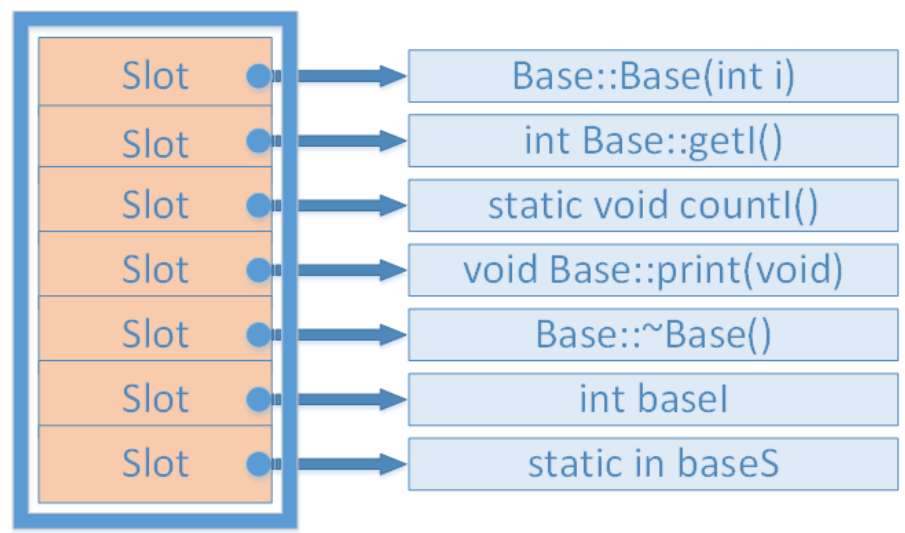 Slot Base::Base(int i)
Slot int Base::getI()
Slot static void countI()
Slot void Base::print(void)
Slot Base::~Base()
Slot int baseI
Slot static in baseS